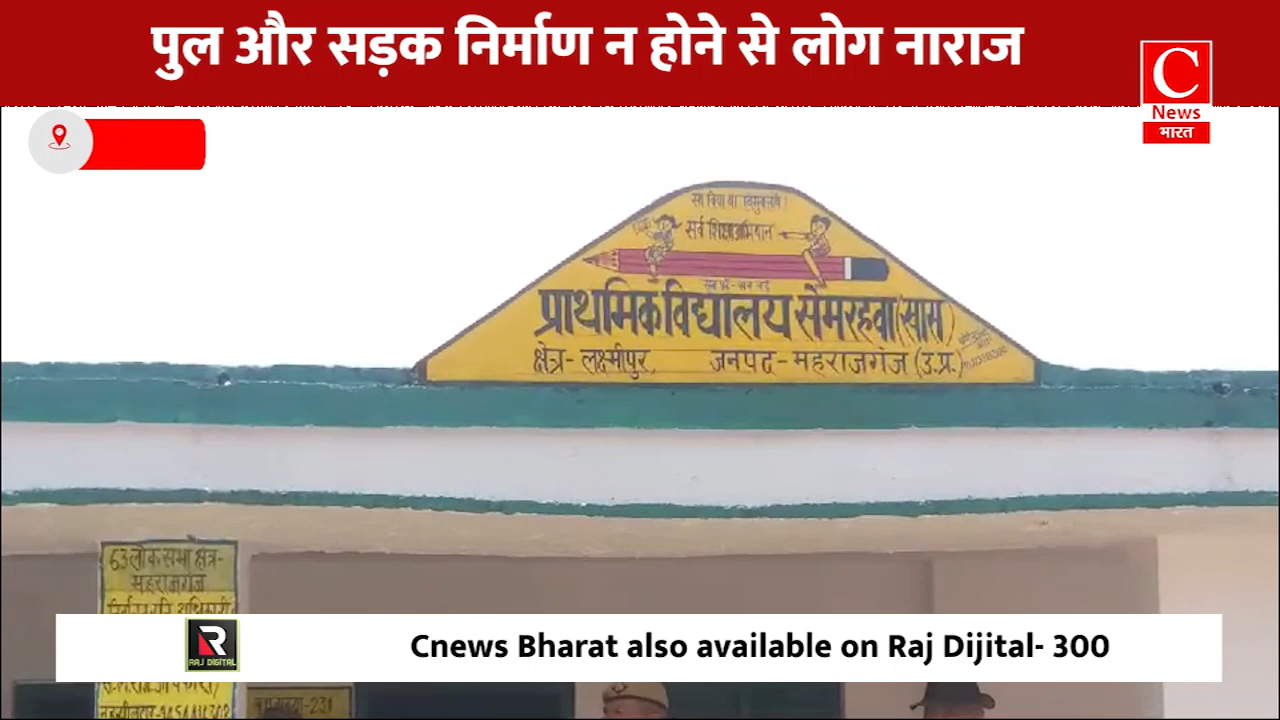 पुल और सड़क निर्माण न होने से लोग नाराज
C
News
भारत
सर्व शिक्षा अभियान
प्राथमिक विद्यालय सेमरहवा (खास)
क्षेत्र- लक्ष्मीपुर, जनपद - महराजगंज (उ.प्र.)
63 लोक सभा क्षेत्र-
महराजगंज
R
RAJ DIGITAL
Cnews Bharat also available on Raj Dijital- 300